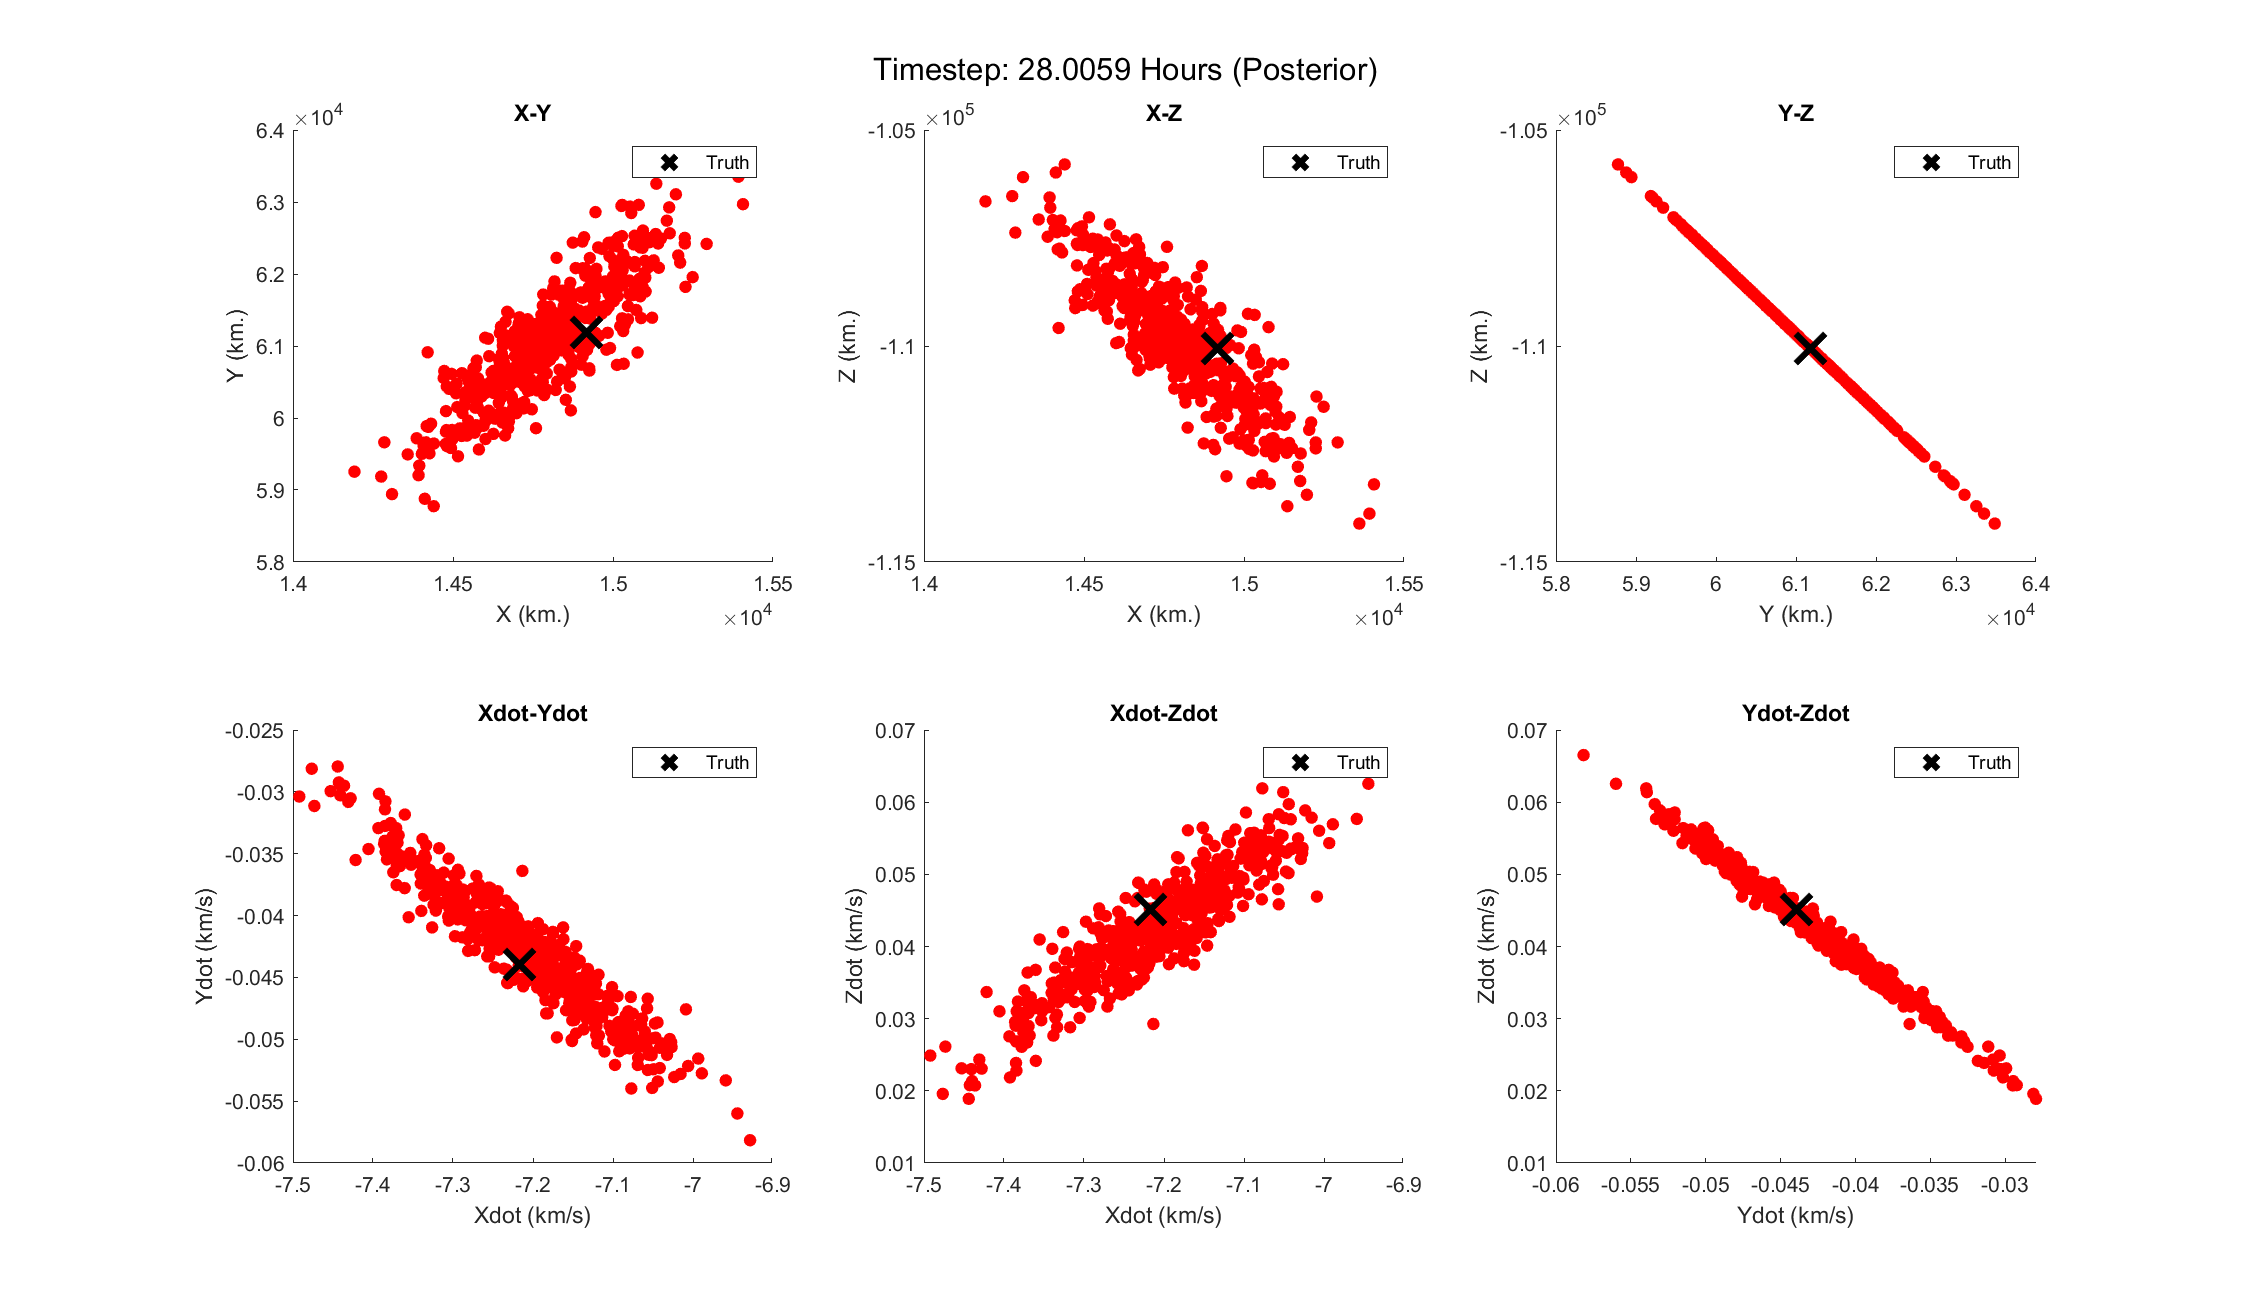 Timestep: 28.0059 Hours (Posterior)
X-Y
×10^4
6.4
6.3
6.2
6.1
6
5.9
5.8
Y (km.)
Truth
1.4 1.45 1.5 1.55
X (km.)
×10^4
X-Z
×10^5
-1.05
-1.1
-1.15
Z (km.)
Truth
1.4 1.45 1.5 1.55
X (km.)
×10^4
Y-Z
×10^5
-1.05
-1.1
-1.15
Z (km.)
Truth
5.8 5.9 6 6.1 6.2 6.3 6.4
Y (km.)
×10^4
Xdot-Ydot
-0.025
-0.03
-0.035
-0.04
-0.045
-0.05
-0.055
-0.06
Ydot (km/s)
Truth
-7.5 -7.4 -7.3 -7.2 -7.1 -7 -6.9
Xdot (km/s)
Xdot-Zdot
0.07
0.06
0.05
0.04
0.03
0.02
0.01
Zdot (km/s)
Truth
-7.5 -7.4 -7.3 -7.2 -7.1 -7 -6.9
Xdot (km/s)
Ydot-Zdot
0.07
0.06
0.05
0.04
0.03
0.02
0.01
Zdot (km/s)
Truth
-0.06 -0.055 -0.05 -0.045 -0.04 -0.035 -0.03
Ydot (km/s)